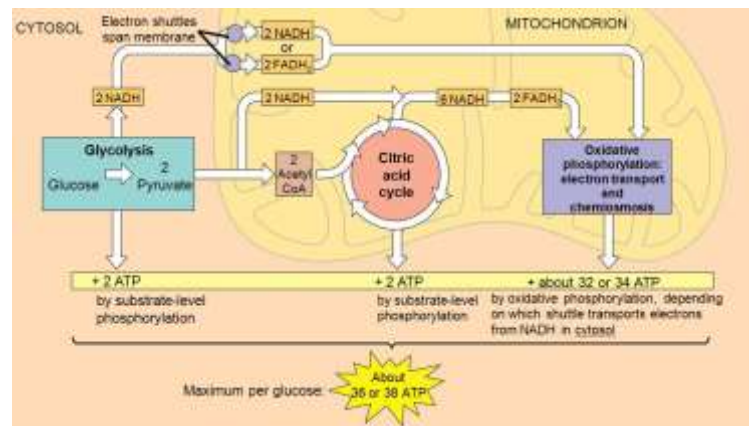 CYTOSOL
Electron shuttles
span membrane
MITOCHONDRION
2 NADH
or
2 FADH₂
2 NADH
2 NADH
6 NADH
2 FADH₂
Glycolysis
Glucose
2
Pyruvate
2
Acetyl
CoA
Citric
acid
cycle
Oxidative
phosphorylation:
electron transport
and
chemiosmosis
+ 2 ATP
+ 2 ATP
+ about 32 or 34 ATP
by substrate-level
phosphorylation
by substrate-level
phosphorylation
by oxidative phosphorylation, depending
on which shuttle transports electrons
from NADH in cytosol
Maximum per glucose:
About
36 or 38 ATP